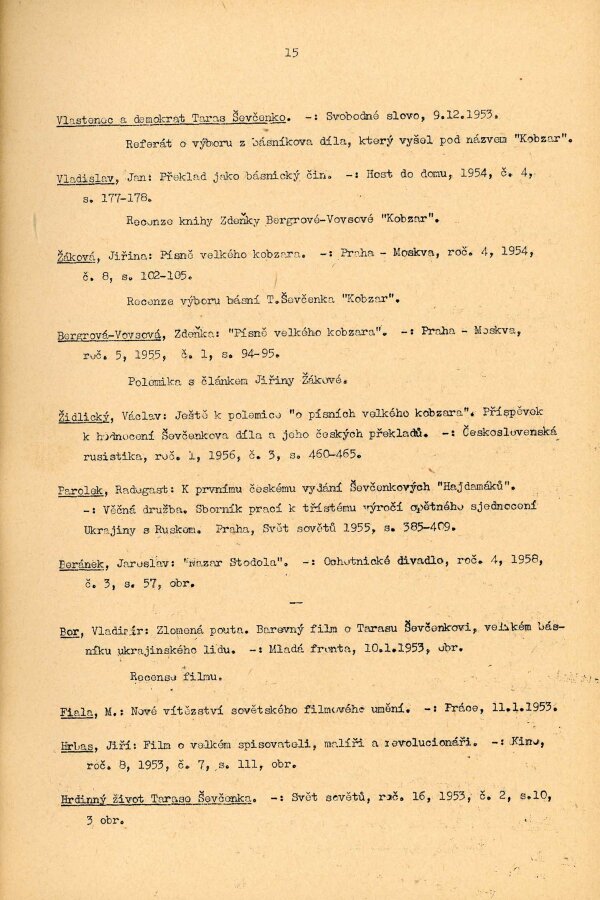 15
Vlastenec a demokrat Taras Ševčenko. -: Svobodné slovo, 9.12.1953.
Referát o výboru z básníkova díla, který vyšel pod názvem "Kobzar".
Vladislav, Jan: Překlad jako básnický čin. -: Host do domu, 1954, č. 4,
s. 177-178.
Recenze knihy Zdeňky Bergrové-Vovsové "Kobzar".
Žáková, Jiřina: Písně velkého kobzara. -: Praha - Moskva, roč. 4, 1954,
č. 8, s. 102-105.
Recenze výboru básní T.Ševčenka "Kobzar".
Bergrová-Vovsová, Zdeňka: "Písně velkého kobzara". -: Praha - Moskva,
roč. 5, 1955, č. 1, s. 94-95.
Polemika s článkem Jiřiny Žákové.
Židlický, Václav: Ještě k polemice "o písních velkého kobzara". Příspěvek
k hodnocení Ševčenkova díla a jeho českých překladů. -: Československá
rusistika, roč. 1, 1956, č. 3, s. 460-465.
Parolek, Radegast: K prvnímu českému vydání Ševčenkových "Hajdamáků".
-: Věčná družba. Sborník prací k třístému výročí opětného sjednocení
Ukrajiny s Ruskem. Praha, Svět sovětů 1955, s. 385-409.
Beránek, Jaroslav: "Nazar Stodola". -: Ochotnické divadlo, roč. 4, 1958,
č. 3, s. 57, obr.
—
Bor, Vladimír: Zlomená pouta. Barevný film o Tarasu Ševčenkovi, velikém bás-
níku ukrajinského lidu. -: Mladá fronta, 10.1.1953, obr.
Recense filmu.
Fiala, M.: Nové vítězství sovětského filmového umění. -: Práce, 11.1.1953.
Hrbas, Jiří: Film o velkém spisovateli, malíři a revolucionáři. -: Kino,
roč. 8, 1953, č. 7, s. 111, obr.
Hrdinný život Tarase Ševčenka. -: Svět sovětů, roč. 16, 1953, č. 2, s.10,
3 obr.